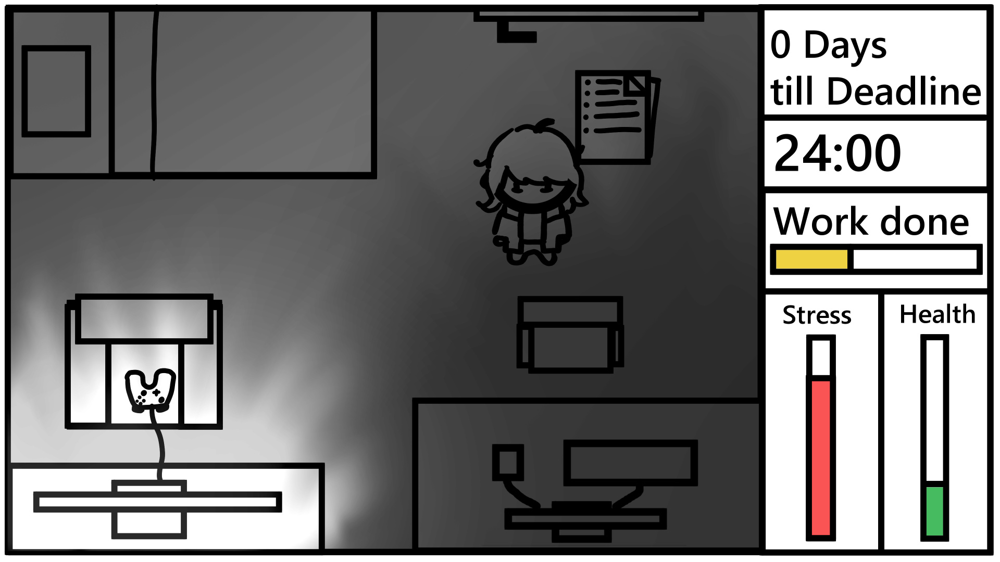 0 Days
till Deadline
24:00
Work done
Stress
Health